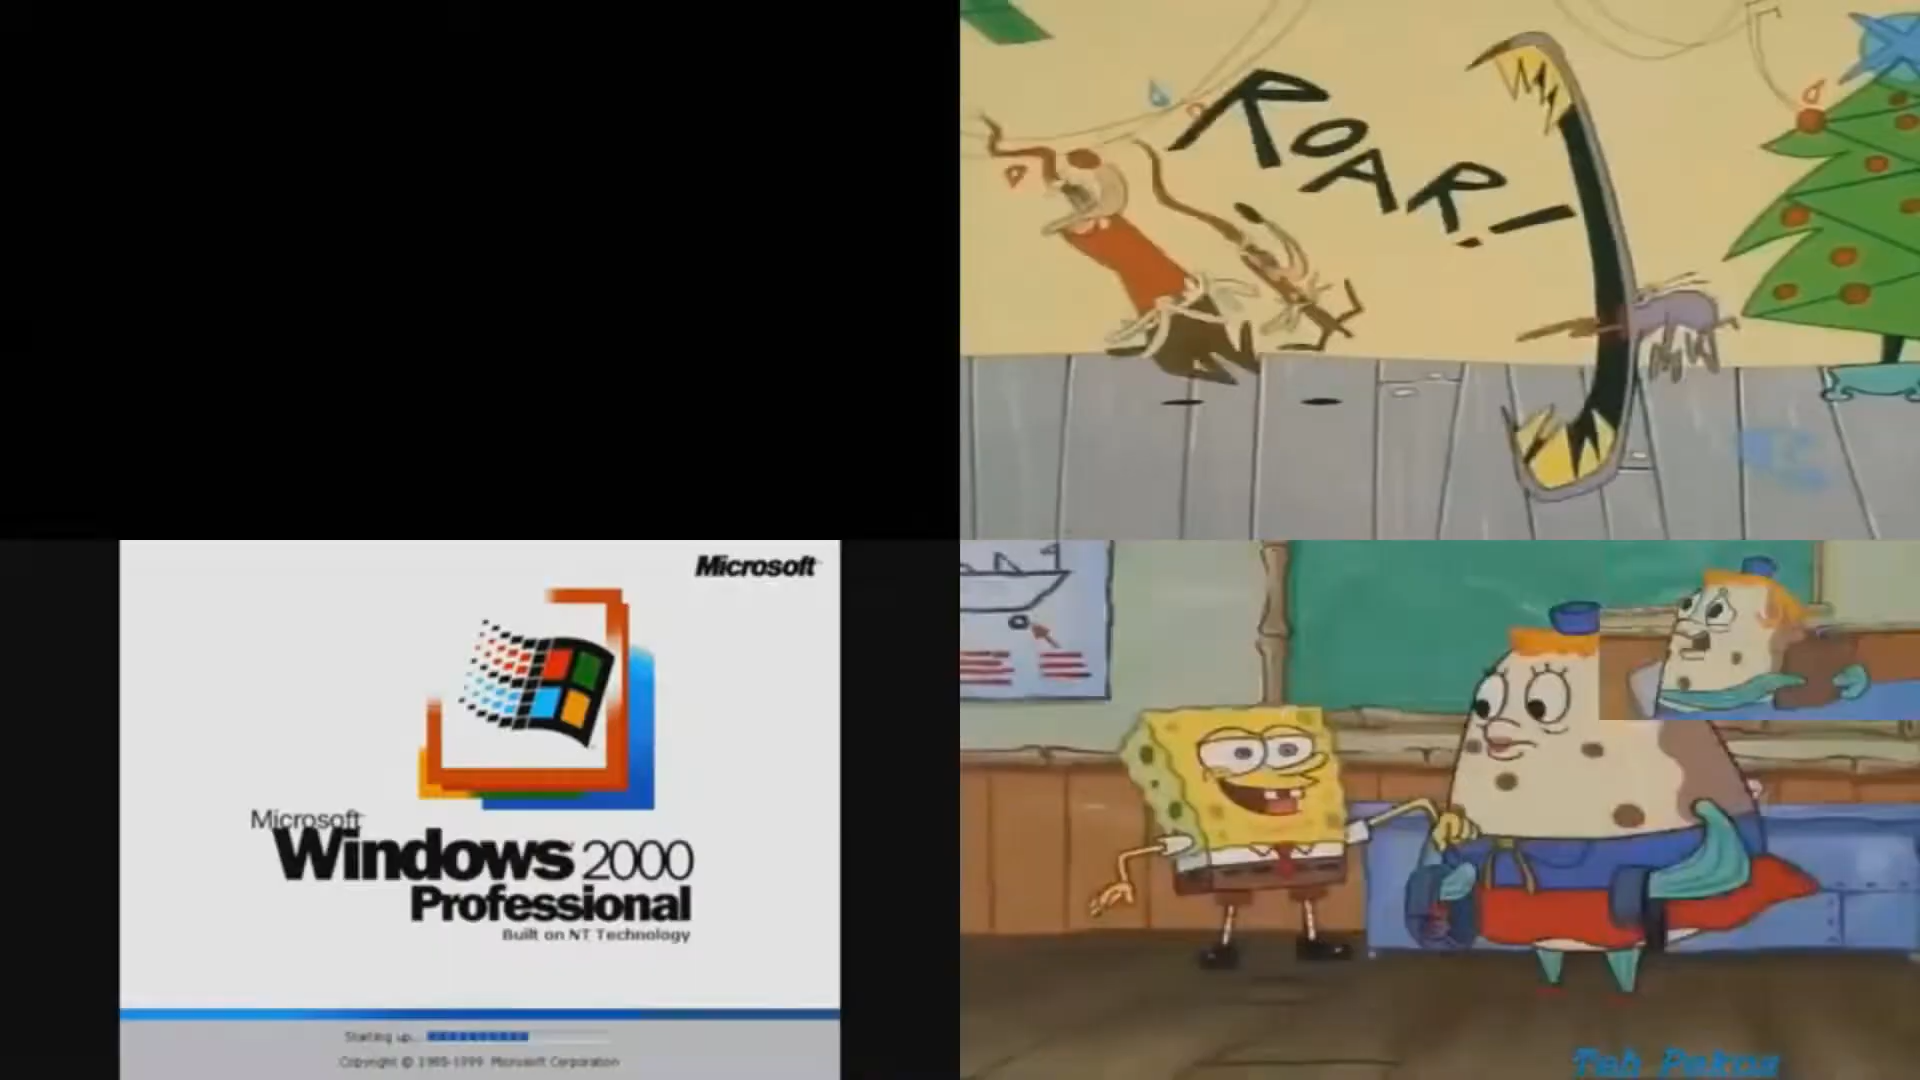 ROAR!
Microsoft
Microsoft
Windows 2000
Professional
Built on NT Technology
Starting up...
Copyright © 1985-1999 Microsoft Corporation